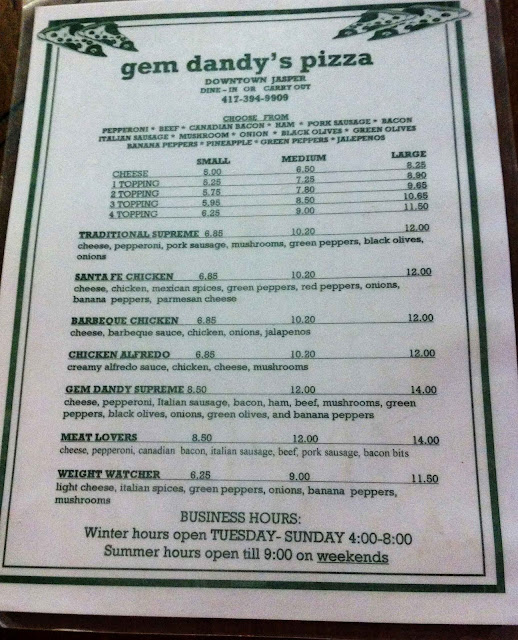 gem dandy's pizza
DOWNTOWN JASPER
DINE - IN OR CARRY OUT
417-394-9909
CHOOSE FROM
PEPPERONI * BEEF * CANADIAN BACON * HAM * PORK SAUSAGE * BACON
ITALIAN SAUSAGE * MUSHROOM * ONION * BLACK OLIVES * GREEN OLIVES
BANANA PEPPERS * PINEAPPLE * GREEN PEPPERS * JALEPENOS
SMALL MEDIUM LARGE
CHEESE 5.00 6.50 8.25
1 TOPPING 5.25 7.25 8.90
2 TOPPING 5.75 7.80 9.65
3 TOPPING 5.95 8.50 10.65
4 TOPPING 6.25 9.00 11.50
TRADITIONAL SUPREME 6.85 10.20 12.00
cheese, pepperoni, pork sausage, mushrooms, green peppers, black olives,
onions
SANTA FE CHICKEN 6.85 10.20 12.00
cheese, chicken, mexican spices, green peppers, red peppers, onions,
banana peppers, parmesan cheese
BARBEQUE CHICKEN 6.85 10.20 12.00
cheese, barbeque sauce, chicken, onions, jalapenos
CHICKEN ALFREDO 6.85 10.20 12.00
creamy alfredo sauce, chicken, cheese, mushrooms
GEM DANDY SUPREME 8.50 12.00 14.00
cheese, pepperoni, Italian sausage, bacon, ham, beef, mushrooms, green
peppers, black olives, onions, green olives, and banana peppers
MEAT LOVERS 8.50 12.00 14.00
cheese, pepperoni, canadian bacon, italian sausage, beef, pork sausage, bacon bits
WEIGHT WATCHER 6.25 9.00 11.50
light cheese, italian spices, green peppers, onions, banana peppers,
mushrooms
BUSINESS HOURS:
Winter hours open TUESDAY- SUNDAY 4:00-8:00
Summer hours open till 9:00 on weekends